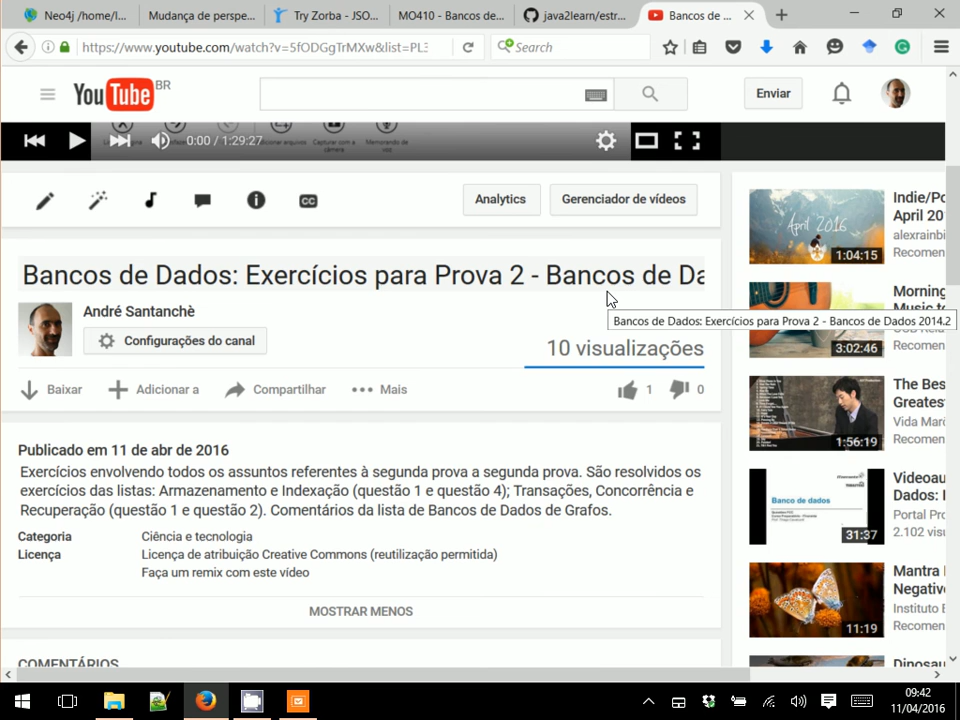 Neo4j /home/l...
Mudança de perspe...
Try Zorba - JSO...
MO410 - Bancos de...
java2learn/estr...
Bancos de ...
https://www.youtube.com/watch?v=5fODGgTrMXw&list=PL3
Search
YouTube BR
Enviar
0:00 / 1:29:27
Analytics
Gerenciador de vídeos
Bancos de Dados: Exercícios para Prova 2 - Bancos de Da
André Santanchè
Bancos de Dados: Exercícios para Prova 2 - Bancos de Dados 2014.2
Configurações do canal
10 visualizações
Baixar
Adicionar a
Compartilhar
Mais
1
0
Publicado em 11 de abr de 2016
Exercícios envolvendo todos os assuntos referentes à segunda prova a segunda prova. São resolvidos os
exercícios das listas: Armazenamento e Indexação (questão 1 e questão 4); Transações, Concorrência e
Recuperação (questão 1 e questão 2). Comentários da lista de Bancos de Dados de Grafos.
Categoria Ciência e tecnologia
Licença Licença de atribuição Creative Commons (reutilização permitida)
Faça um remix com este vídeo
MOSTRAR MENOS
COMENTÁRIOS
April 2016
1:04:15
Indie/Po
April 20
alexrainbi
Recomen
3:02:46
Morning
Music to
Recomen
1:56:19
The Bes
Greates
Vida Mar
Recomen
Banco de dados
31:37
Videoau
Dados: I
Portal Pro
2.102 visu
11:19
Mantra
Negativ
Instituto
Recomen
Dinosau
09:42
11/04/2016